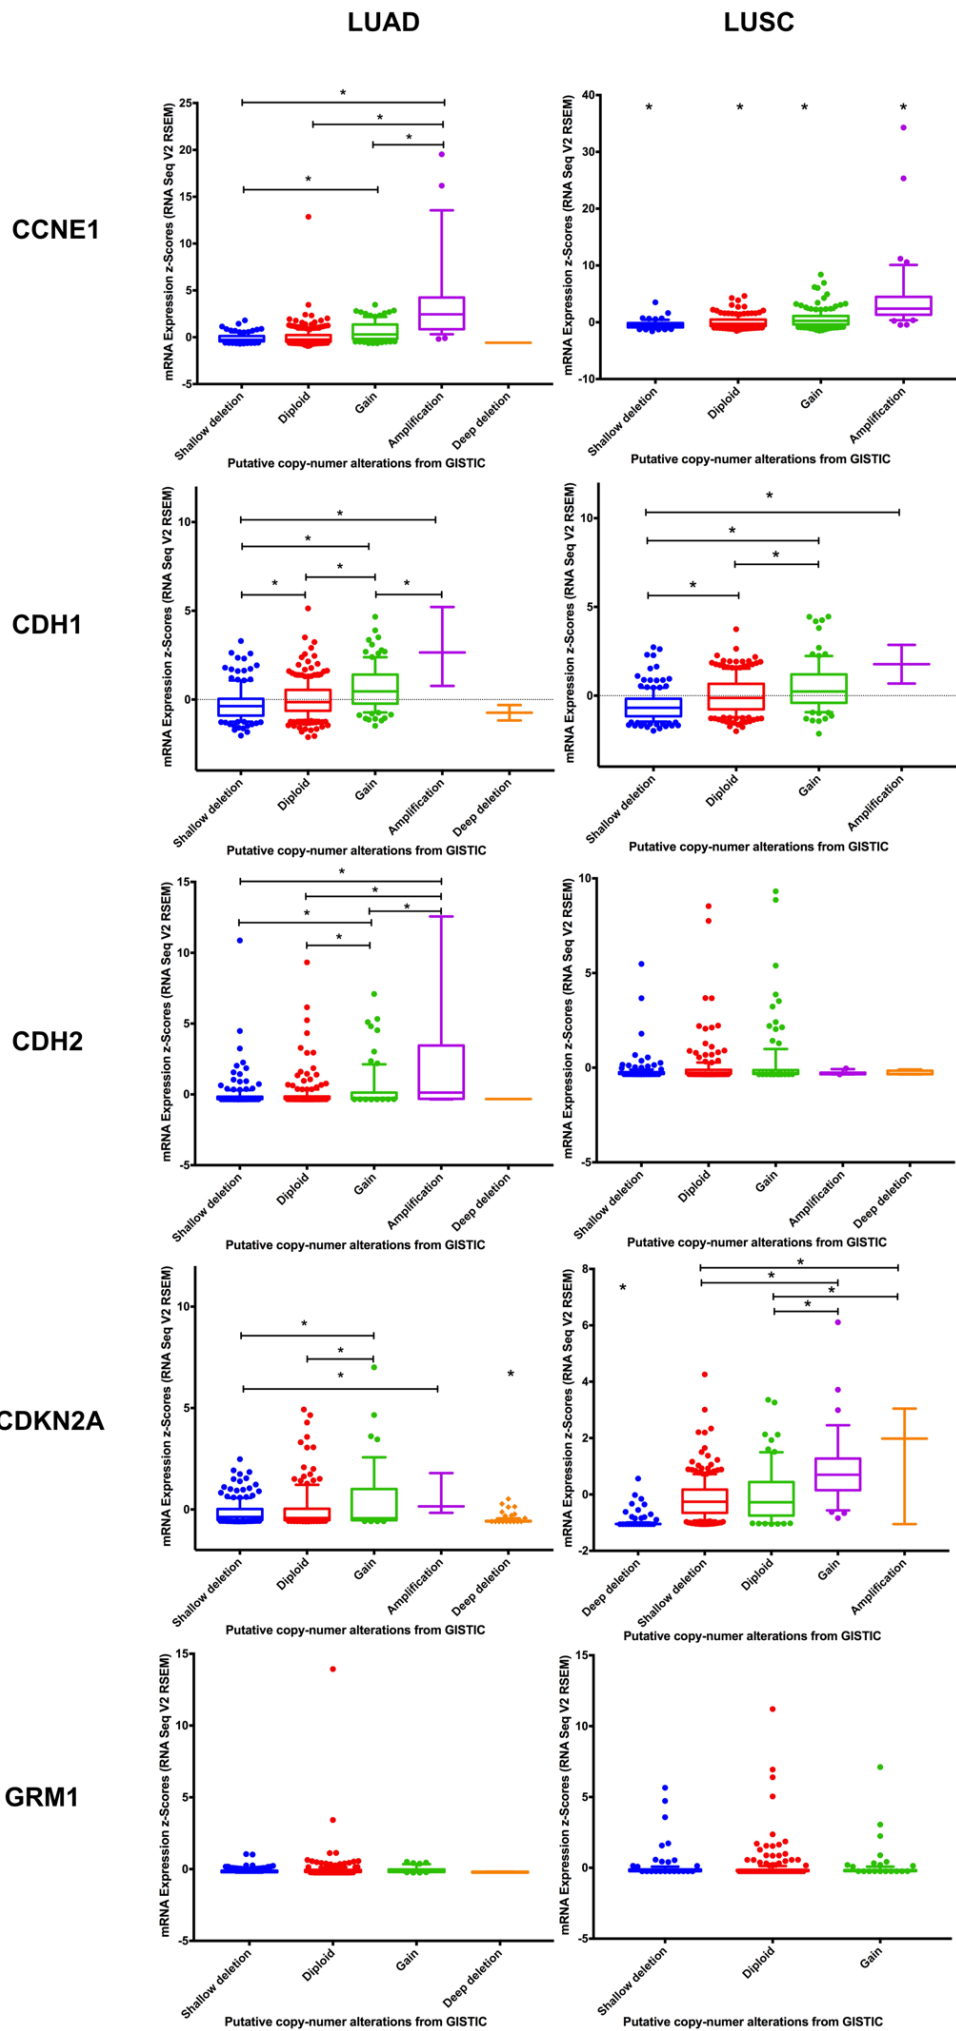 LUAD
LUSC
CCNE1
mRNA Expression z-Scores (RNA Seq V2 RSEM)
25
20
15
10
5
0
-5
* * * *
Shallow deletion
Diploid
Gain
Amplification
Deep deletion
Putative copy-numer alterations from GISTIC
mRNA Expression z-Scores (RNA Seq V2 RSEM)
40
30
20
10
0
-10
* * * *
Shallow deletion
Diploid
Gain
Amplification
Putative copy-numer alterations from GISTIC
CDH1
mRNA Expression z-Scores (RNA Seq V2 RSEM)
10
5
0
* * * * *
Shallow deletion
Diploid
Gain
Amplification
Deep deletion
Putative copy-numer alterations from GISTIC
mRNA Expression z-Scores (RNA Seq V2 RSEM)
10
5
0
* * * *
Shallow deletion
Diploid
Gain
Amplification
Putative copy-numer alterations from GISTIC
CDH2
mRNA Expression z-Scores (RNA Seq V2 RSEM)
15
10
5
0
-5
* * * * *
Shallow deletion
Diploid
Gain
Amplification
Deep deletion
Putative copy-numer alterations from GISTIC
mRNA Expression z-Scores (RNA Seq V2 RSEM)
10
5
0
-5
Shallow deletion
Diploid
Gain
Amplification
Deep deletion
Putative copy-numer alterations from GISTIC
CDKN2A
mRNA Expression z-Scores (RNA Seq V2 RSEM)
10
5
0
* * * *
Shallow deletion
Diploid
Gain
Amplification
Deep deletion
Putative copy-numer alterations from GISTIC
mRNA Expression z-Scores (RNA Seq V2 RSEM)
8
6
4
2
0
-2
* * * * *
Deep deletion
Shallow deletion
Diploid
Gain
Amplification
Putative copy-numer alterations from GISTIC
GRM1
mRNA Expression z-Scores (RNA Seq V2 RSEM)
15
10
5
0
-5
Shallow deletion
Diploid
Gain
Deep deletion
Putative copy-numer alterations from GISTIC
mRNA Expression z-Scores (RNA Seq V2 RSEM)
15
10
5
0
-5
Shallow deletion
Diploid
Gain
Putative copy-numer alterations from GISTIC